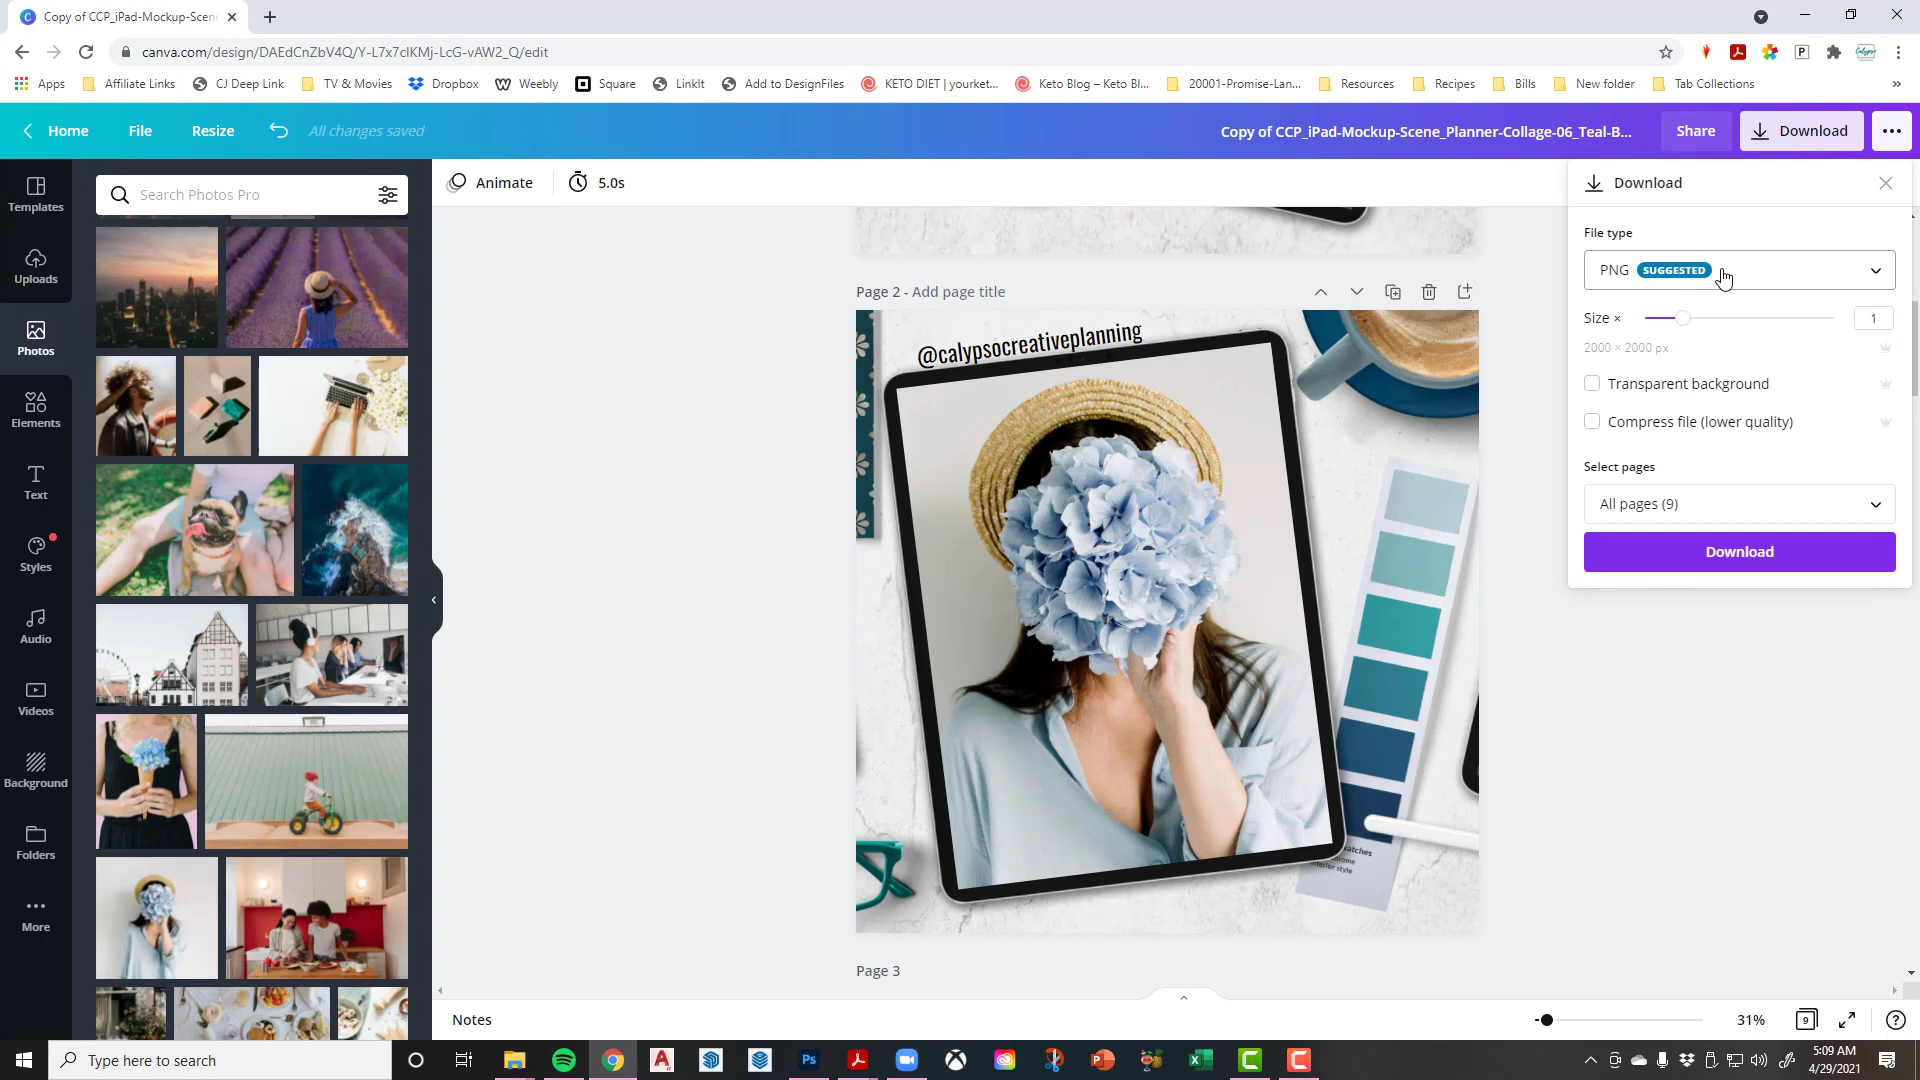 Copy of CCP_iPad-Mockup-Scen
canva.com/design/DAEdCnZbV4Q/Y-L7x7clKMj-LcG-vAW2_Q/edit
Apps Affiliate Links CJ Deep Link TV & Movies Dropbox Weebly Square LinkIt Add to DesignFiles KETO DIET | yourket... Keto Blog – Keto Bl... 20001-Promise-Lan... Resources Recipes Bills New folder Tab Collections »
Home File Resize All changes saved Copy of CCP_iPad-Mockup-Scene_Planner-Collage-06_Teal-B... Share Download
Templates
Uploads
Photos
Elements
Text
Styles
Audio
Videos
Background
Folders
More
Search Photos Pro
Animate 5.0s
Page 2 - Add page title
@calypsocreativeplanning
Page 3
Download
File type
PNG SUGGESTED
Size × 1
2000 × 2000 px
Transparent background
Compress file (lower quality)
Select pages
All pages (9)
Download
Notes 31% 9
Type here to search
5:09 AM
4/29/2021